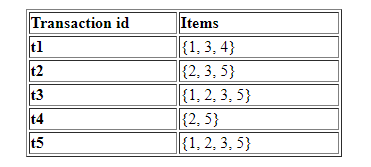 Transaction id Items
t1 {1, 3, 4}
t2 {2, 3, 5}
t3 {1, 2, 3, 5}
t4 {2, 5}
t5 {1, 2, 3, 5}